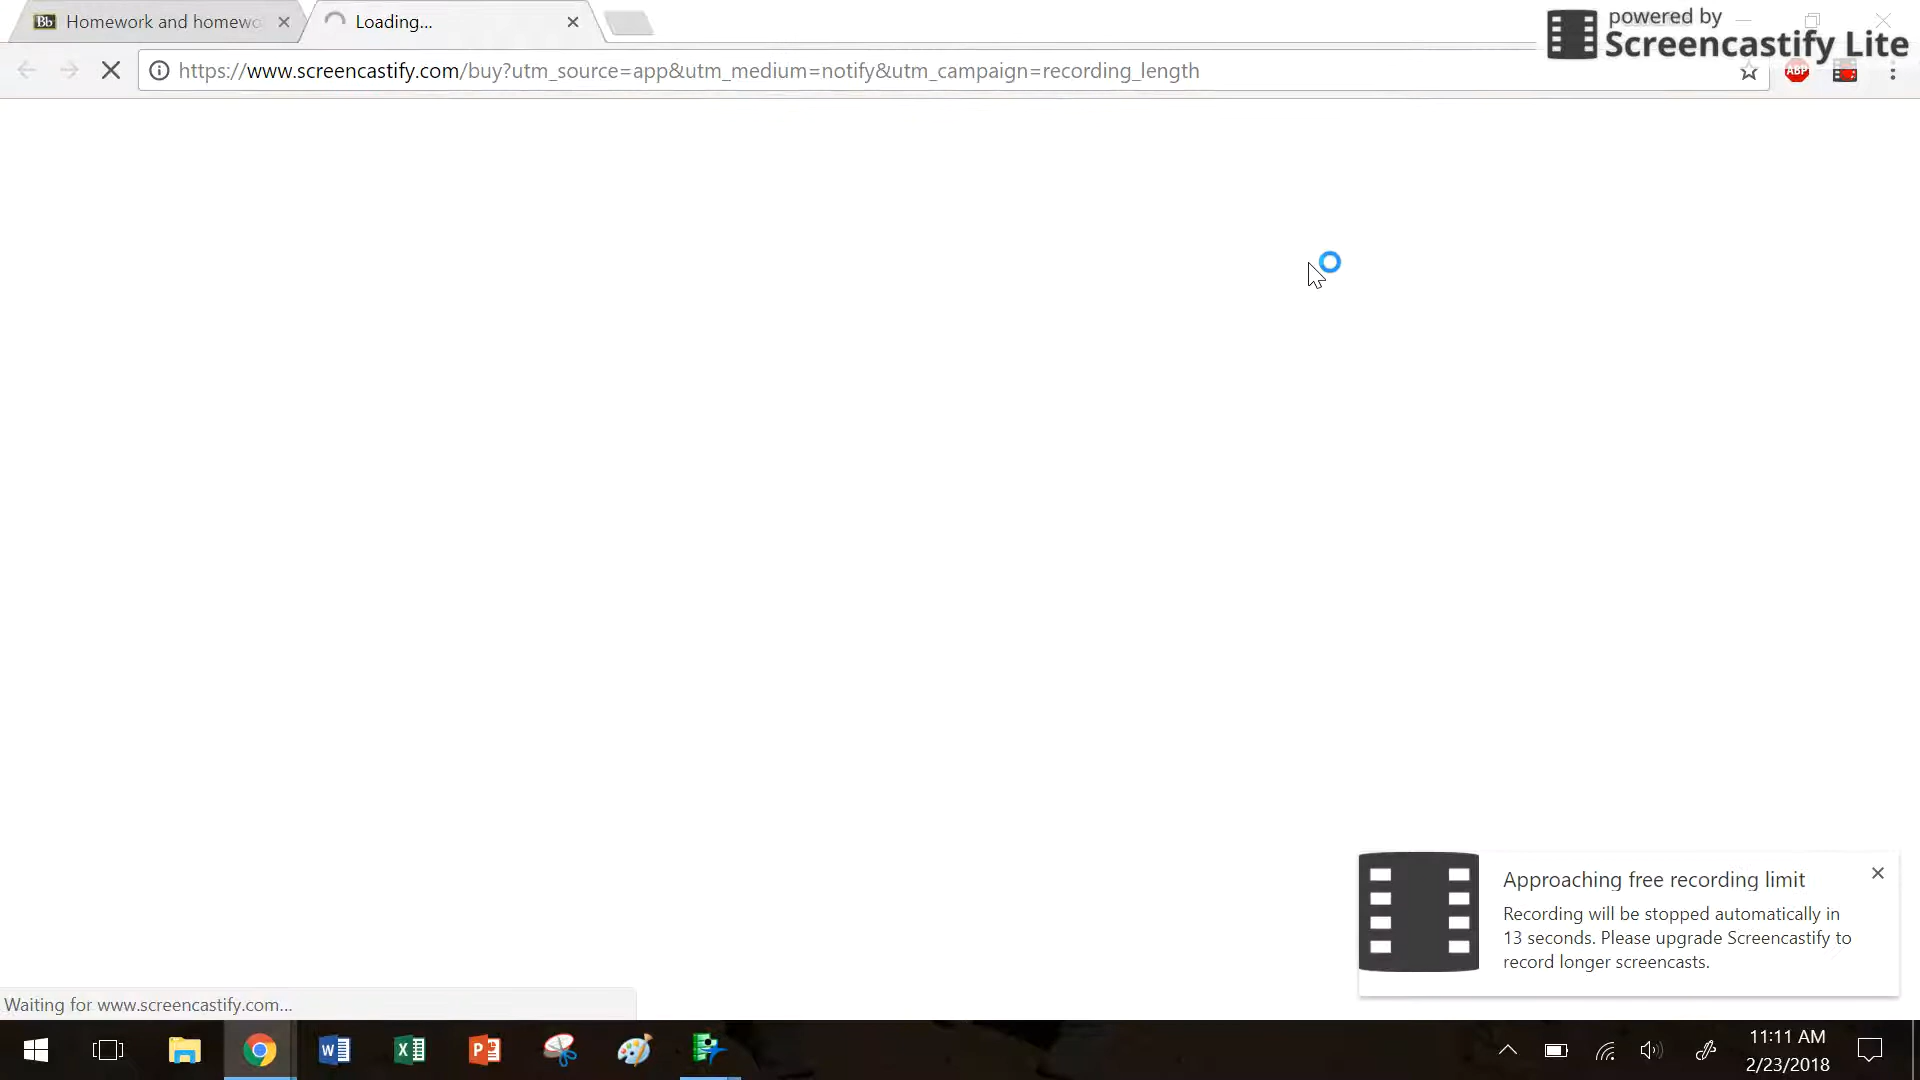 Homework and homewo
Loading...
powered by
Screencastify Lite
https://www.screencastify.com/buy?utm_source=app&utm_medium=notify&utm_campaign=recording_length
ABP
Approaching free recording limit
Recording will be stopped automatically in
13 seconds. Please upgrade Screencastify to
record longer screencasts.
Waiting for www.screencastify.com...
11:11 AM
2/23/2018